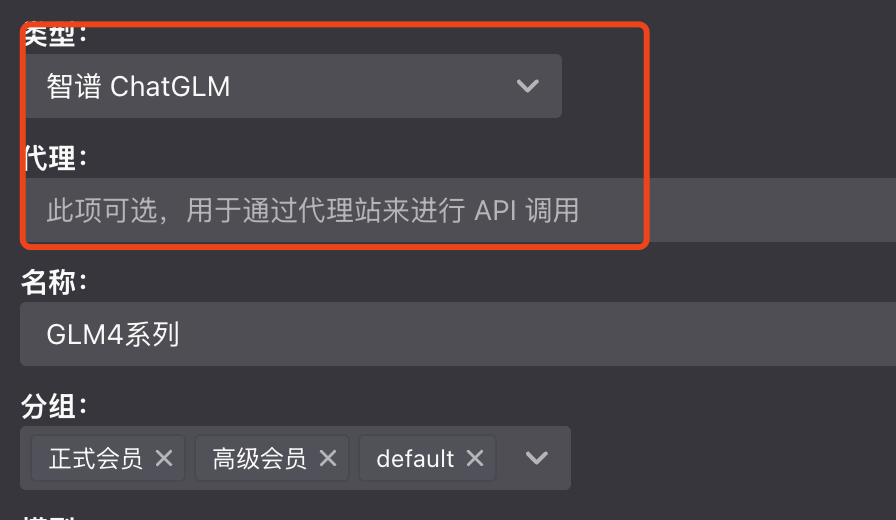 类型：
智谱 ChatGLM
代理：
此项可选，用于通过代理站来进行 API 调用
名称：
GLM4系列
分组：
正式会员 × 高级会员 × default ×